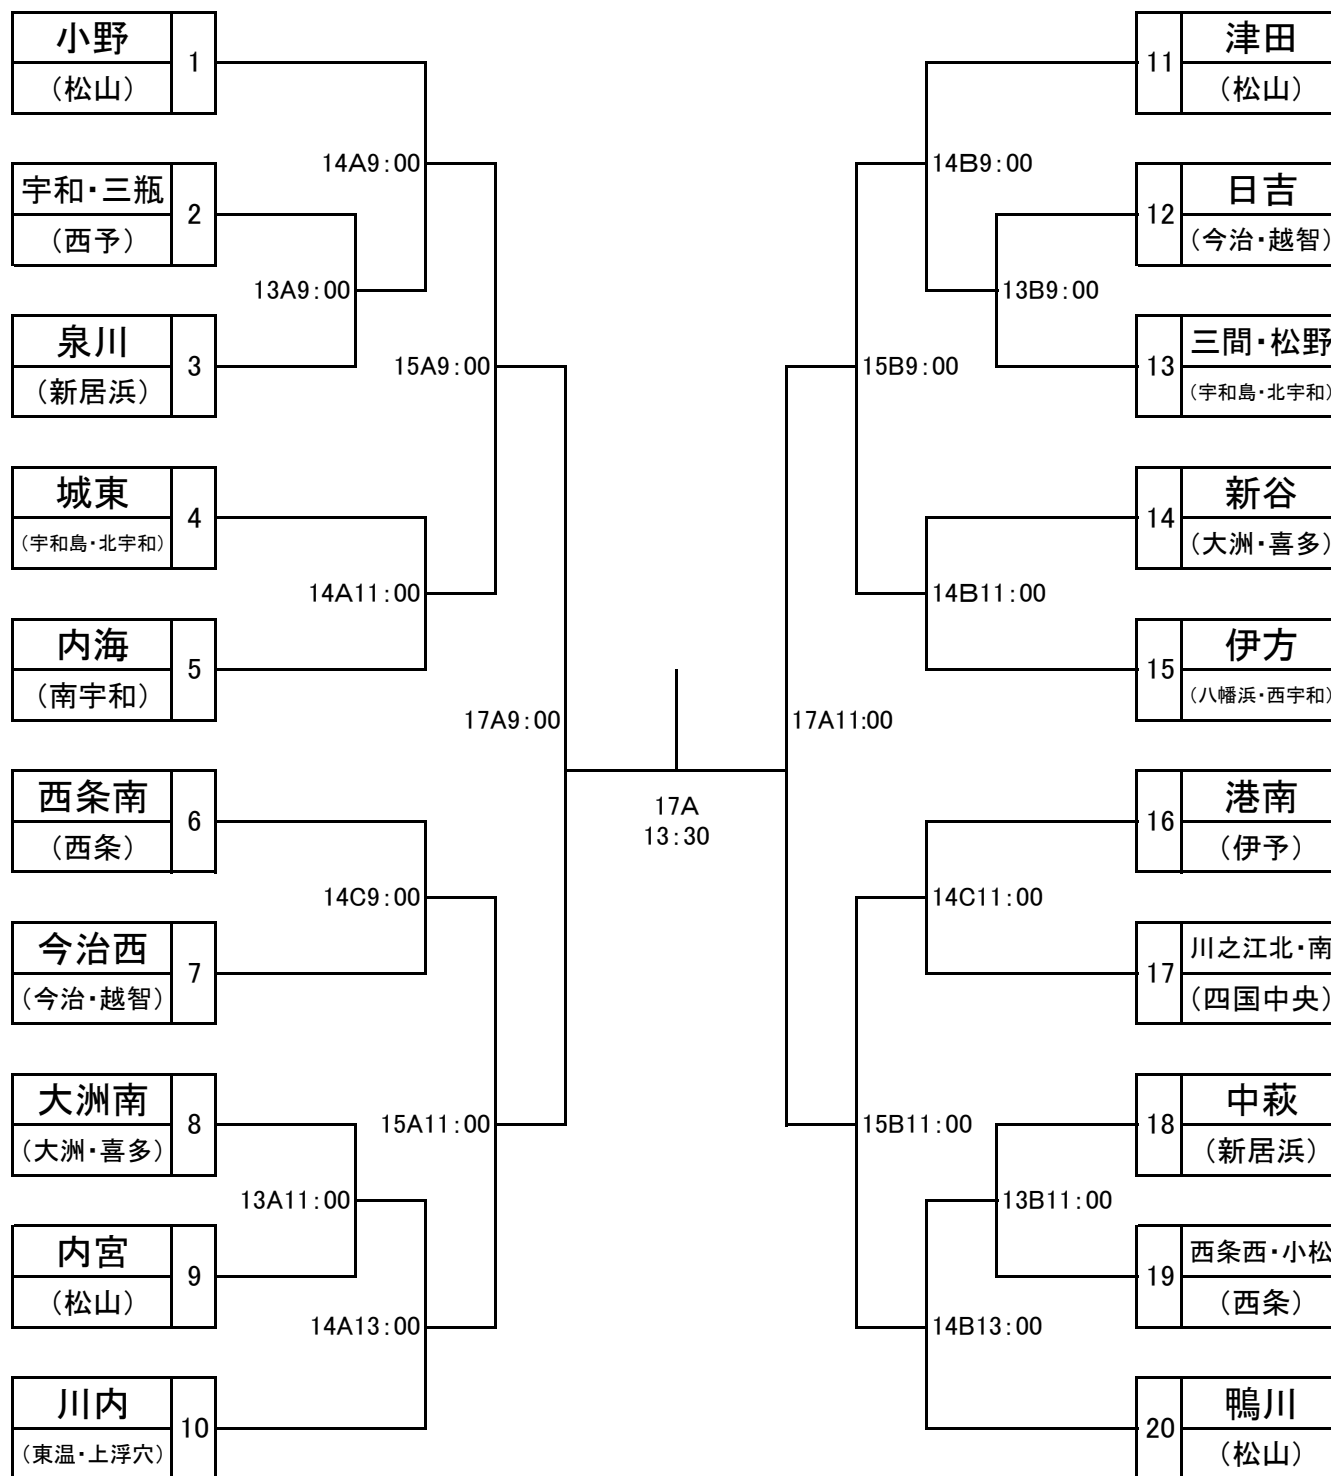 小野
1
(松山)
宇和・三瓶
2
(西予)
泉川
3
(新居浜)
城東
4
(宇和島・北宇和)
内海
5
(南宇和)
西条南
6
(西条)
今治西
7
(今治・越智)
大洲南
8
(大洲・喜多)
内宮
9
(松山)
川内
10
(東温・上浮穴)
14A9:00
13A9:00
15A9:00
14A11:00
17A9:00
14C9:00
15A11:00
13A11:00
14A13:00
17A
13:30
14B9:00
13B9:00
15B9:00
14B11:00
17A11:00
14C11:00
15B11:00
13B11:00
14B13:00
津田
11
(松山)
日吉
12
(今治・越智)
三間・松野
13
(宇和島・北宇和)
新谷
14
(大洲・喜多)
伊方
15
(八幡浜・西宇和)
港南
16
(伊予)
川之江北・南
17
(四国中央)
中萩
18
(新居浜)
西条西・小松
19
(西条)
鴨川
20
(松山)